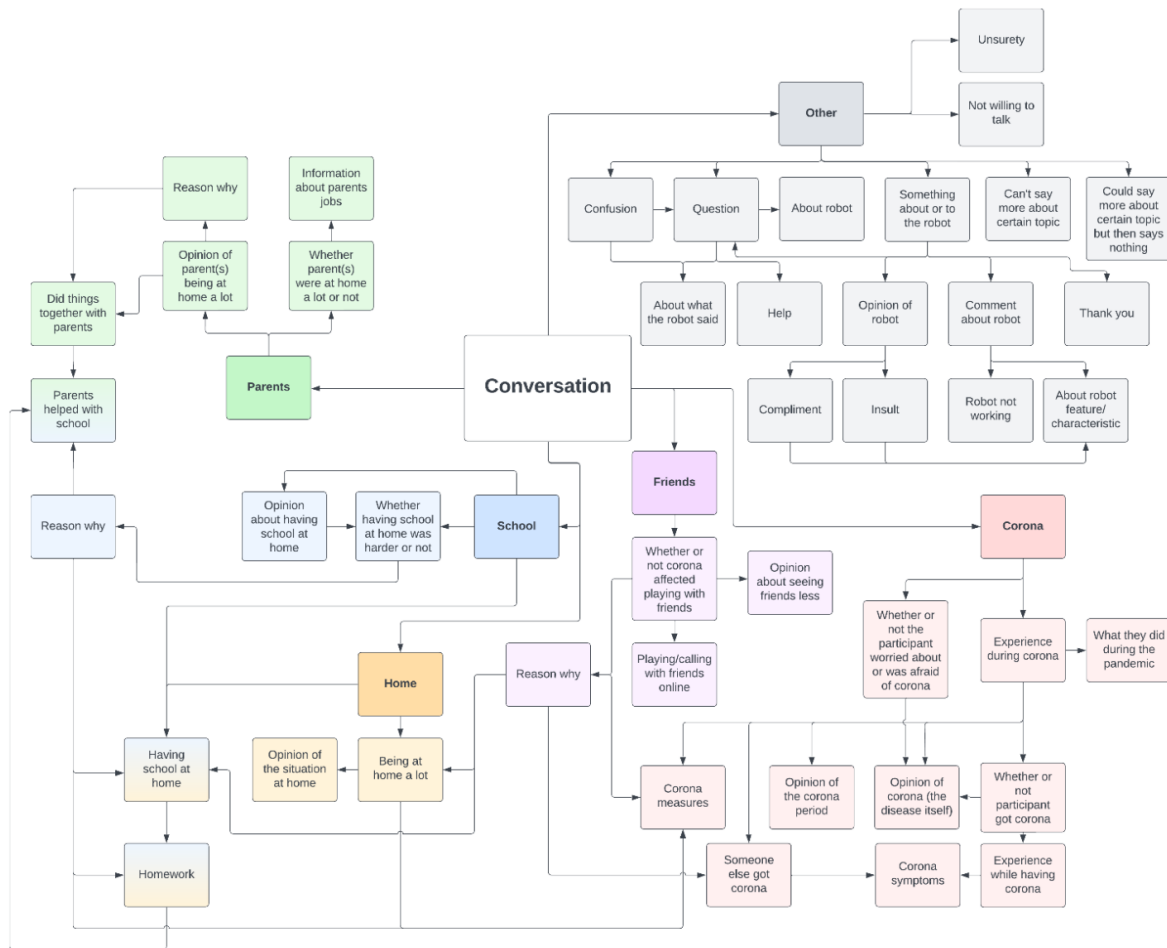 Unsurety
Other
Not willing to
talk
Confusion
Question
About robot
Something
about or to
the robot
Can't say
more about
certain topic
Could say
more about
certain topic
but then says
nothing
About what
the robot said
Help
Opinion of
robot
Comment
about robot
Thank you
Compliment
Insult
Robot not
working
About robot
feature/
characteristic
Reason why
Information
about parents
jobs
Opinion of
parent(s)
being at
home a lot
Whether
parent(s)
were at home
a lot or not
Did things
together with
parents
Parents
helped with
school
Parents
Conversation
Reason why
Opinion
about having
school at
home
Whether
having school
at home was
harder or not
School
Friends
Whether or
not corona
affected
playing with
friends
Opinion
about seeing
friends less
Playing/calling
with friends
online
Reason why
Home
Having
school at
home
Opinion of
the situation
at home
Being at
home a lot
Homework
Corona
Whether or
not the
participant
worried about
or was afraid
of corona
Experience
during corona
What they did
during the
pandemic
Corona
measures
Opinion of
the corona
period
Opinion of
corona (the
disease itself)
Whether or
not
participant
got corona
Someone
else got
corona
Corona
symptoms
Experience
while having
corona